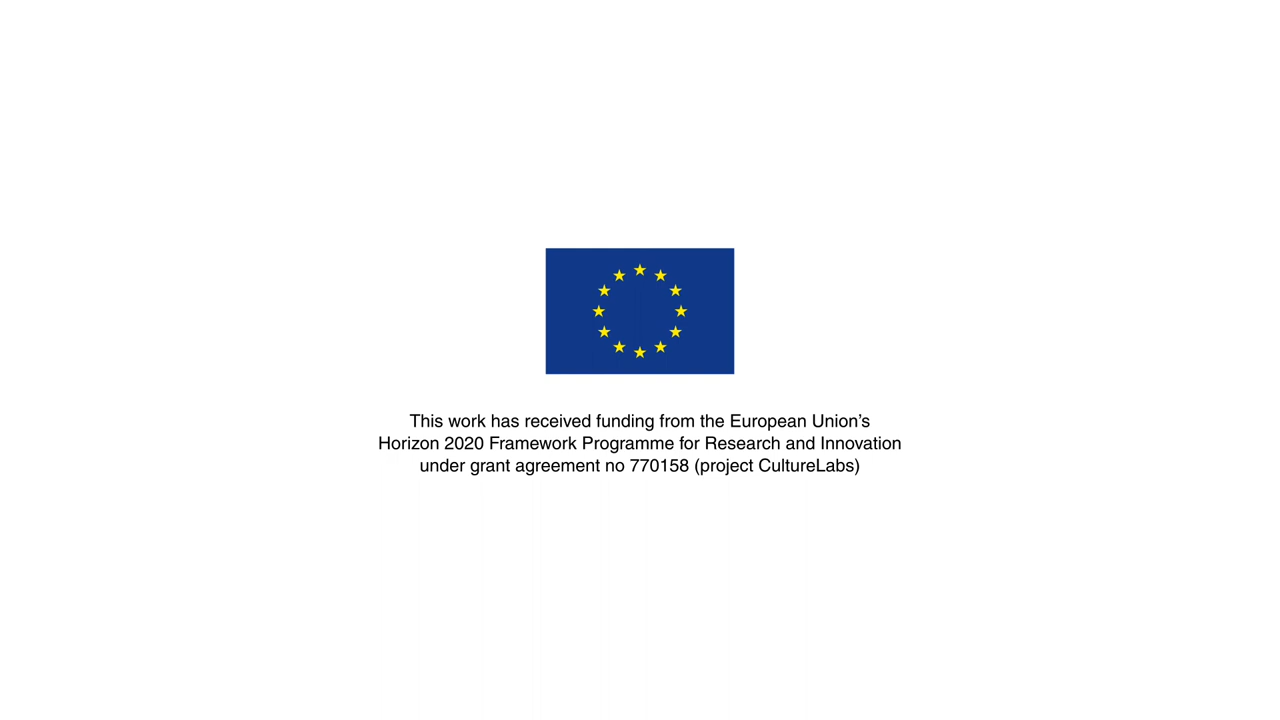 This work has received funding from the European Union’s
Horizon 2020 Framework Programme for Research and Innovation
under grant agreement no 770158 (project CultureLabs)